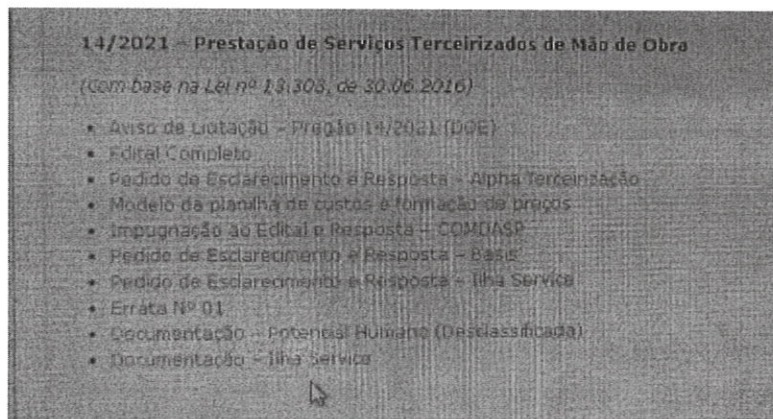 14/2021 – Prestação de Serviços Terceirizados de Mão de Obra
(Com base na Lei nº 13.303, de 30.06.2016)
• Aviso de Licitação – Pregão 14/2021 (DOE)
• Edital Completo
• Pedido de Esclarecimento e Resposta – Alpha Terceirização
• Modelo da planilha de custos e formação de preços
• Impugnação ao Edital e Resposta – COMDASP
• Pedido de Esclarecimento e Resposta – Basis
• Pedido de Esclarecimento e Resposta – Ilha Service
• Errata Nº 01
• Documentação – Potencial Humano (Desclassificada)
• Documentação – Ilha Service